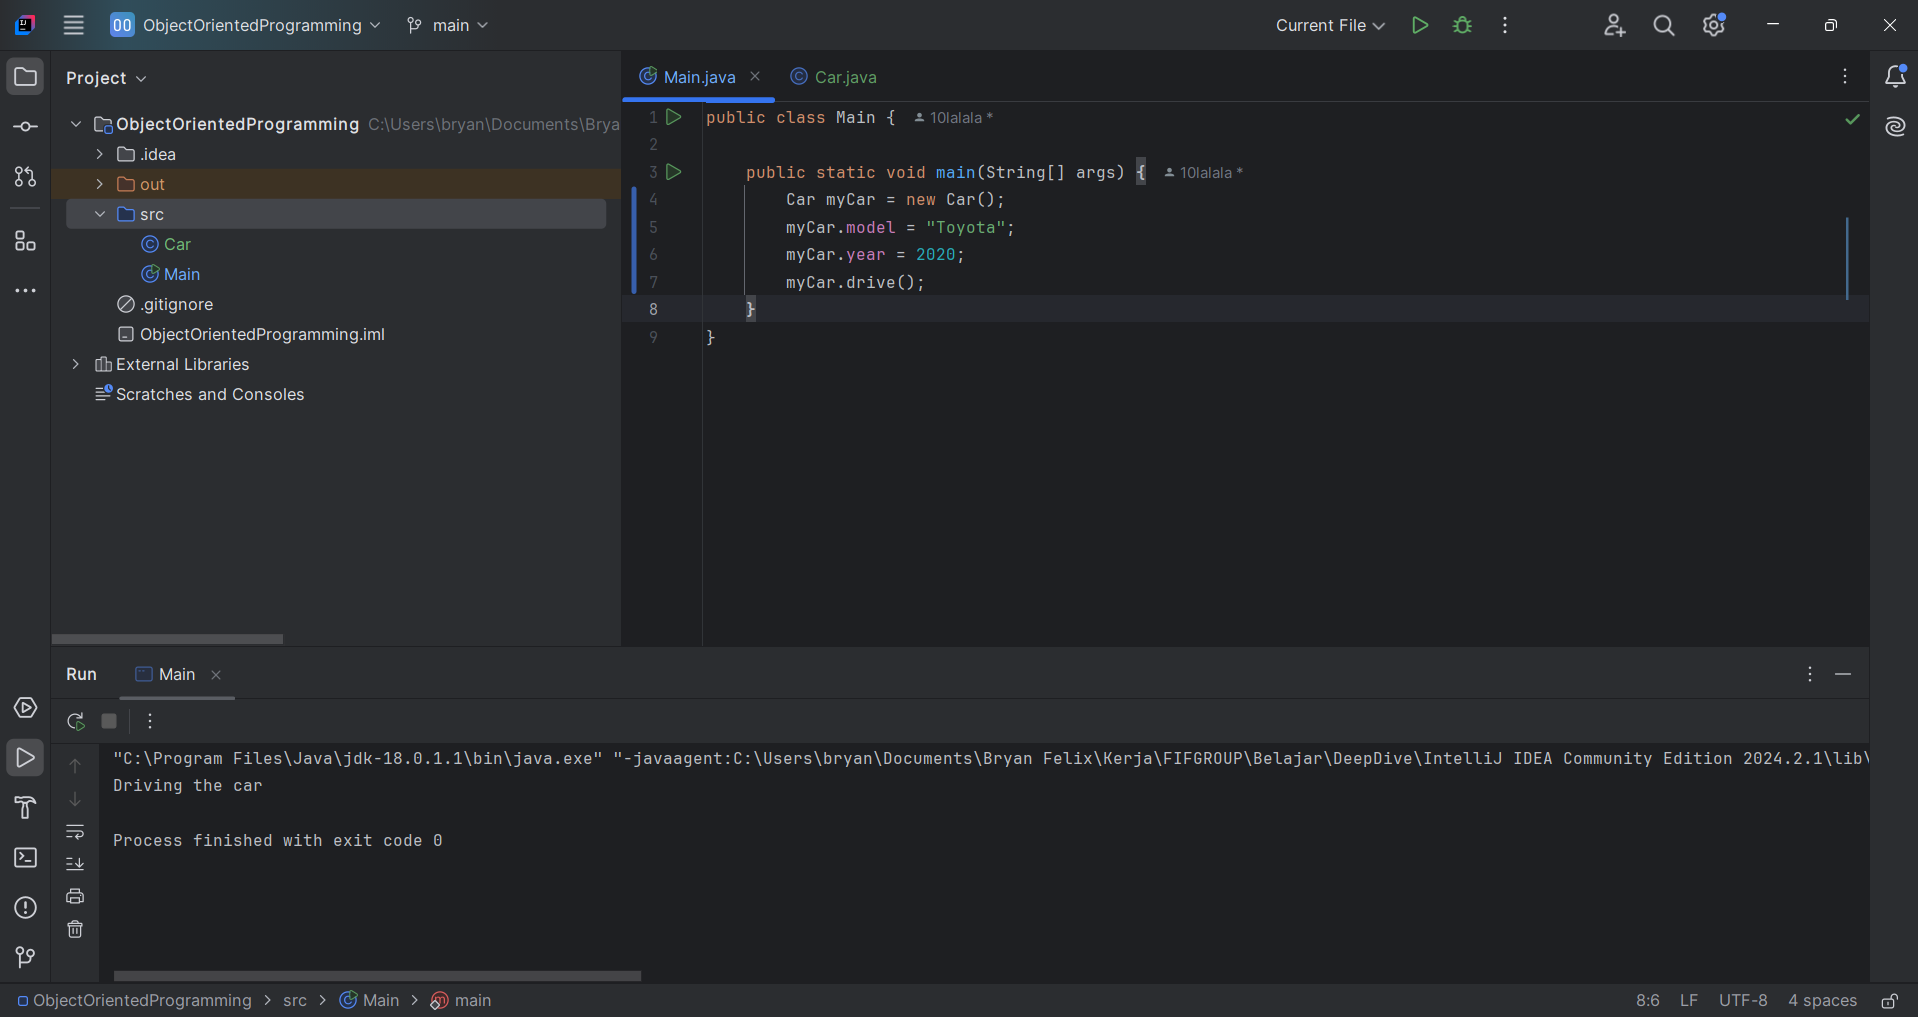 OO ObjectOrientedProgramming main Current File
Project
Main.java Car.java
ObjectOrientedProgramming C:\Users\bryan\Documents\Brya
.idea
out
src
Car
Main
.gitignore
ObjectOrientedProgramming.iml
External Libraries
Scratches and Consoles
1 public class Main { 10lalala *
2
3 public static void main(String[] args) { 10lalala *
4 Car myCar = new Car();
5 myCar.model = "Toyota";
6 myCar.year = 2020;
7 myCar.drive();
8 }
9 }
Run Main
"C:\Program Files\Java\jdk-18.0.1.1\bin\java.exe" "-javaagent:C:\Users\bryan\Documents\Bryan Felix\Kerja\FIFGROUP\Belajar\DeepDive\IntelliJ IDEA Community Edition 2024.2.1\lib\
Driving the car
Process finished with exit code 0
ObjectOrientedProgramming > src > Main > main 8:6 LF UTF-8 4 spaces